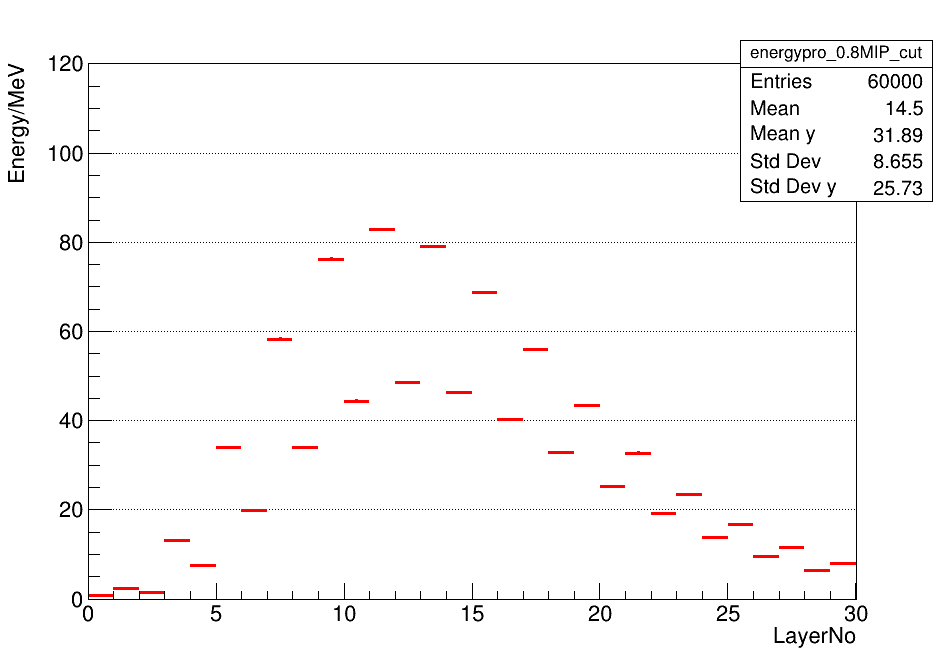 energypro_0.8MIP_cut
Entries 60000
Mean 14.5
Mean y 31.89
Std Dev 8.655
Std Dev y 25.73
Energy/MeV
120
100
80
60
40
20
0
0 5 10 15 20 25 30
LayerNo